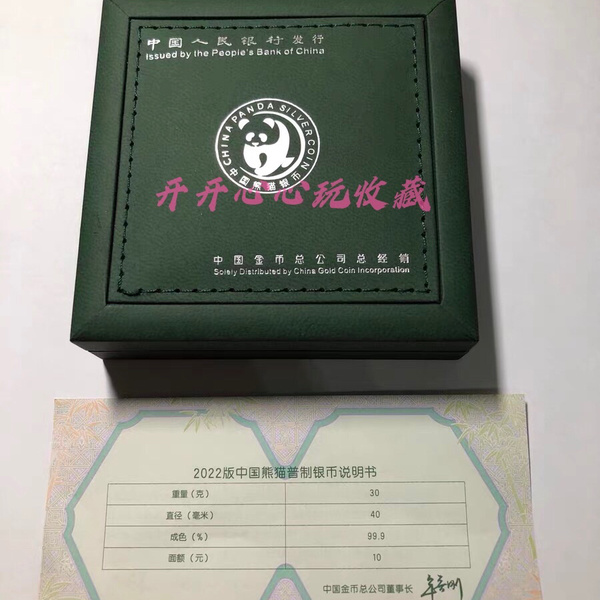 中国人民银行发行
Issued by the People's Bank of China
CHINA PANDA SILVER COIN
中国熊猫银币
开开心心玩收藏
中国金币总公司总经销
Solely Distributed by China Gold Coin Incorporation
2022版中国熊猫普制银币说明书
重量（克） 30
直径（毫米） 40
成色（%） 99.9
面额（元） 10
中国金币总公司董事长